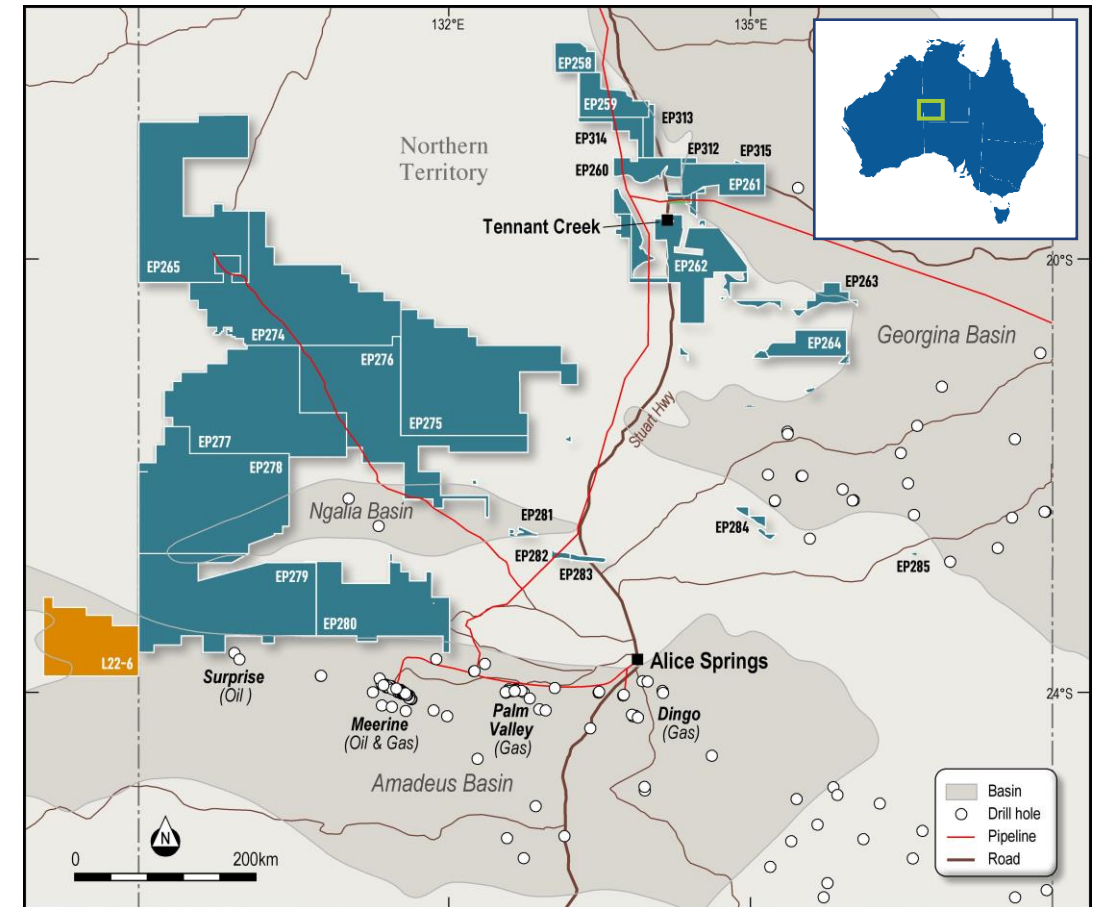 132°E
135°E
EP258
EP259
EP313
EP314
EP312
EP315
EP260
EP261
Northern
Territory
Tennant Creek
EP262
20°S
EP265
EP263
EP274
EP264
Georgina Basin
EP276
EP275
Stuart Hwy
EP277
EP278
Ngalia Basin
EP281
EP284
EP282
EP283
EP285
EP279
EP280
L22-6
Surprise
(Oil )
Alice Springs
24°S
Meerine
(Oil & Gas)
Palm
Valley
(Gas)
Dingo
(Gas)
Amadeus Basin
Basin
Drill hole
Pipeline
Road
N
0
200km